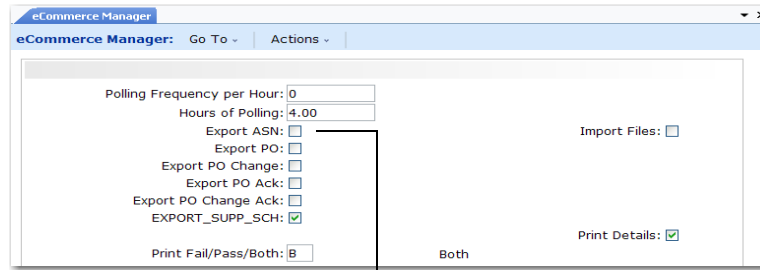 eCommerce Manager
eCommerce Manager: Go To Actions
Polling Frequency per Hour: 0
Hours of Polling: 4.00
Export ASN: Import Files:
Export PO:
Export PO Change:
Export PO Ack:
Export PO Change Ack:
EXPORT_SUPP_SCH:
Print Details:
Print Fail/Pass/Both: B Both